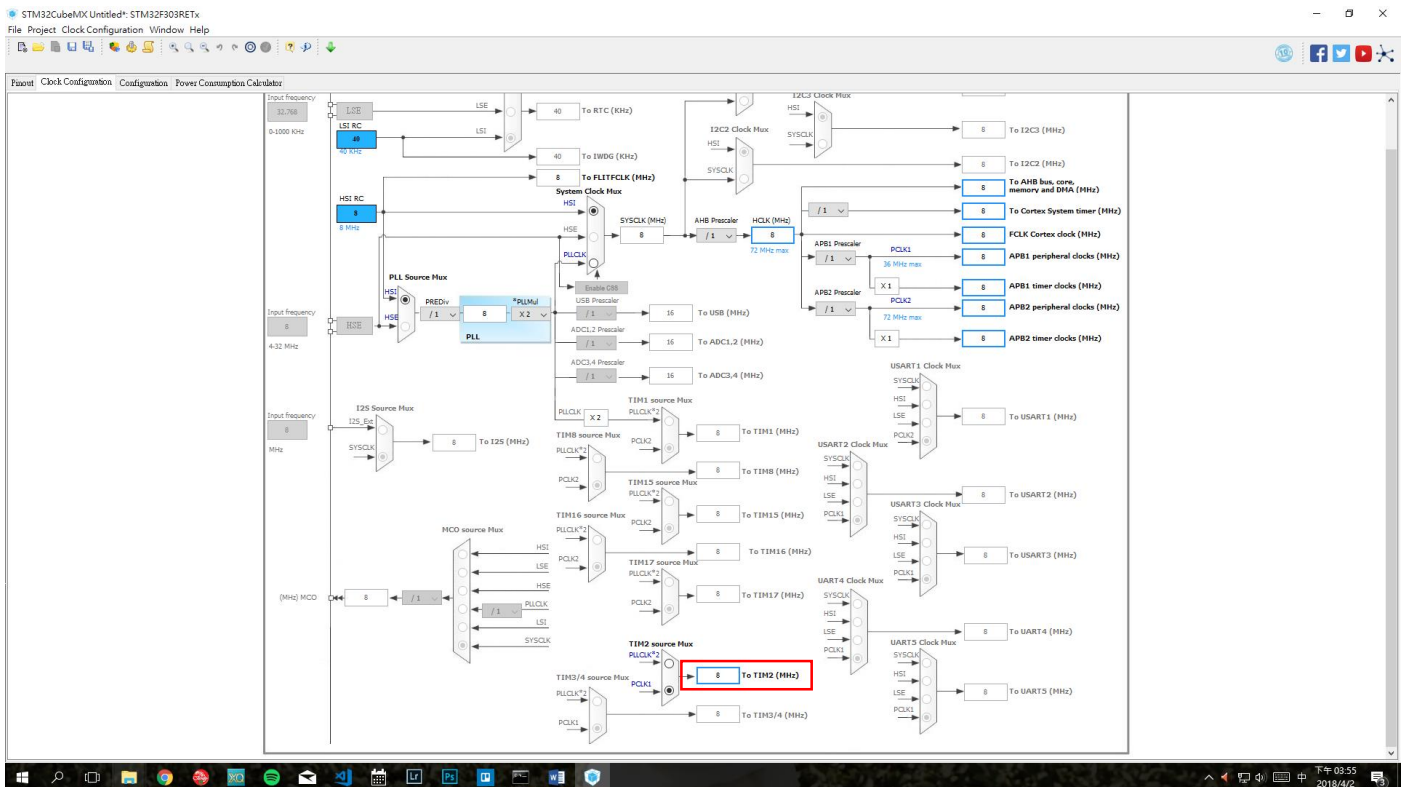 STM32CubeMX Untitled*: STM32F303RETx
File Project Clock Configuration Window Help
Pinout Clock Configuration Configuration Power Consumption Calculator
Input frequency
32.768
0-1000 KHz
LSE
LSE
40 To RTC (KHz)
LSI RC
40
40 KHz
LSI
40 To IWDG (KHz)
8 To FLITFCLK (MHz)
HSI RC
8
8 MHz
System Clock Mux
HSI
HSE
PLLCLK
Enable CSS
SYSCLK (MHz)
8
AHB Prescaler
/ 1
HCLK (MHz)
8
72 MHz max
I2C3 Clock Mux
HSI
SYSCLK
8 To I2C3 (MHz)
I2C2 Clock Mux
HSI
SYSCLK
8 To I2C2 (MHz)
8 To AHB bus, core,
memory and DMA (MHz)
/ 1
8 To Cortex System timer (MHz)
8 FCLK Cortex clock (MHz)
APB1 Prescaler
/ 1
PCLK1
36 MHz max
8 APB1 peripheral clocks (MHz)
X 1
8 APB1 timer clocks (MHz)
APB2 Prescaler
/ 1
PCLK2
72 MHz max
8 APB2 peripheral clocks (MHz)
X 1
8 APB2 timer clocks (MHz)
PLL Source Mux
HSI
HSE
PREDiv
/ 1
8
*PLLMul
X 2
PLL
Input frequency
8
4-32 MHz
HSE
USB Prescaler
/ 1
16 To USB (MHz)
ADC1,2 Prescaler
/ 1
16 To ADC1,2 (MHz)
ADC3,4 Prescaler
/ 1
16 To ADC3,4 (MHz)
Input frequency
8
MHz
I2S Source Mux
I2S_Ext
SYSCLK
8 To I2S (MHz)
PLLCLK
X 2
TIM1 source Mux
PLLCLK*2
PCLK2
8 To TIM1 (MHz)
TIM8 source Mux
PLLCLK*2
PCLK2
8 To TIM8 (MHz)
TIM15 source Mux
PLLCLK*2
PCLK2
8 To TIM15 (MHz)
TIM16 source Mux
PLLCLK*2
PCLK2
8 To TIM16 (MHz)
TIM17 source Mux
PLLCLK*2
PCLK2
8 To TIM17 (MHz)
TIM2 source Mux
PLLCLK*2
PCLK1
8 To TIM2 (MHz)
TIM3/4 source Mux
PLLCLK*2
PCLK1
8 To TIM3/4 (MHz)
MCO source Mux
HSI
LSE
HSE
/ 1 PLLCLK
LSI
SYSCLK
(MHz) MCO 8 / 1
USART1 Clock Mux
SYSCLK
HSI
LSE
PCLK2
8 To USART1 (MHz)
USART2 Clock Mux
SYSCLK
HSI
LSE
PCLK1
8 To USART2 (MHz)
USART3 Clock Mux
SYSCLK
HSI
LSE
PCLK1
8 To USART3 (MHz)
UART4 Clock Mux
SYSCLK
HSI
LSE
PCLK1
8 To UART4 (MHz)
UART5 Clock Mux
SYSCLK
HSI
LSE
PCLK1
8 To UART5 (MHz)
Lr
Ps
中
下午 03:55
2018/4/2